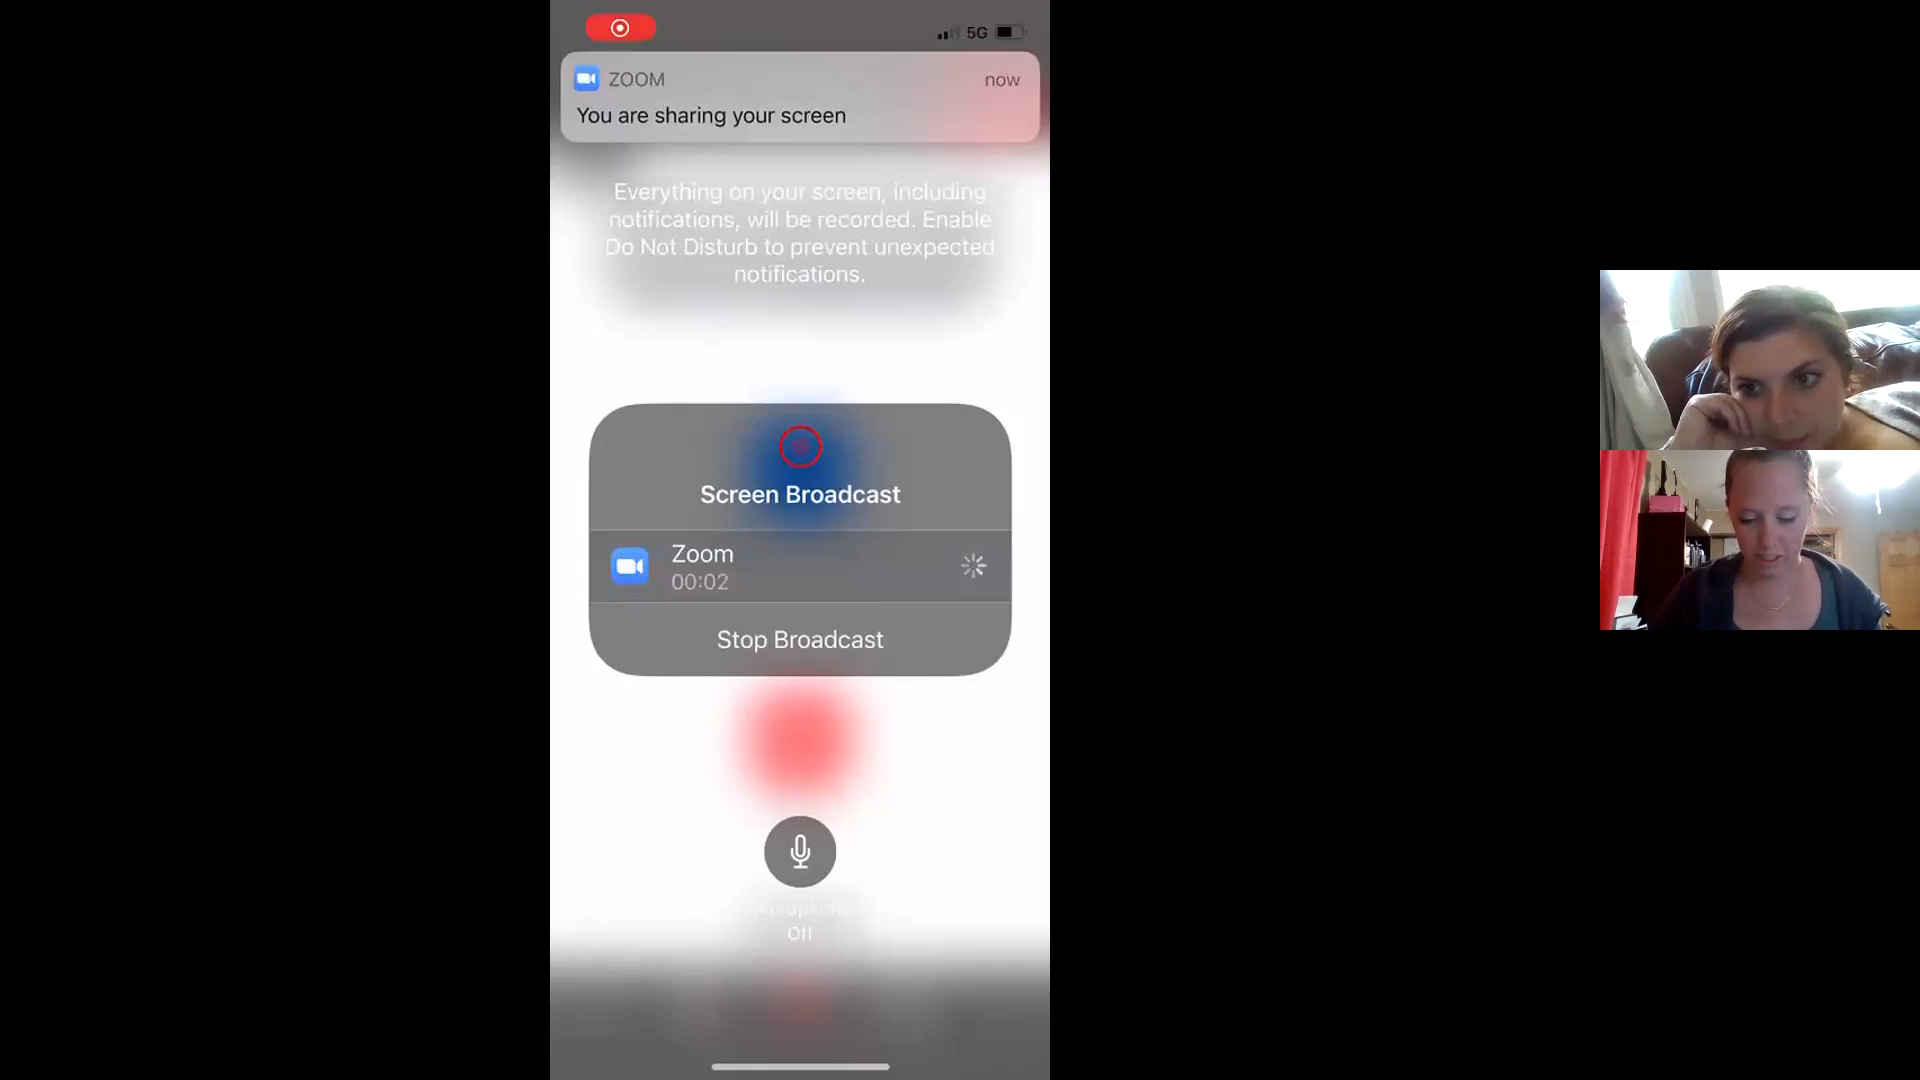 5G
ZOOM
now
You are sharing your screen
Everything on your screen, including
notifications, will be recorded. Enable
Do Not Disturb to prevent unexpected
notifications.
Screen Broadcast
Zoom
00:02
Stop Broadcast
Off